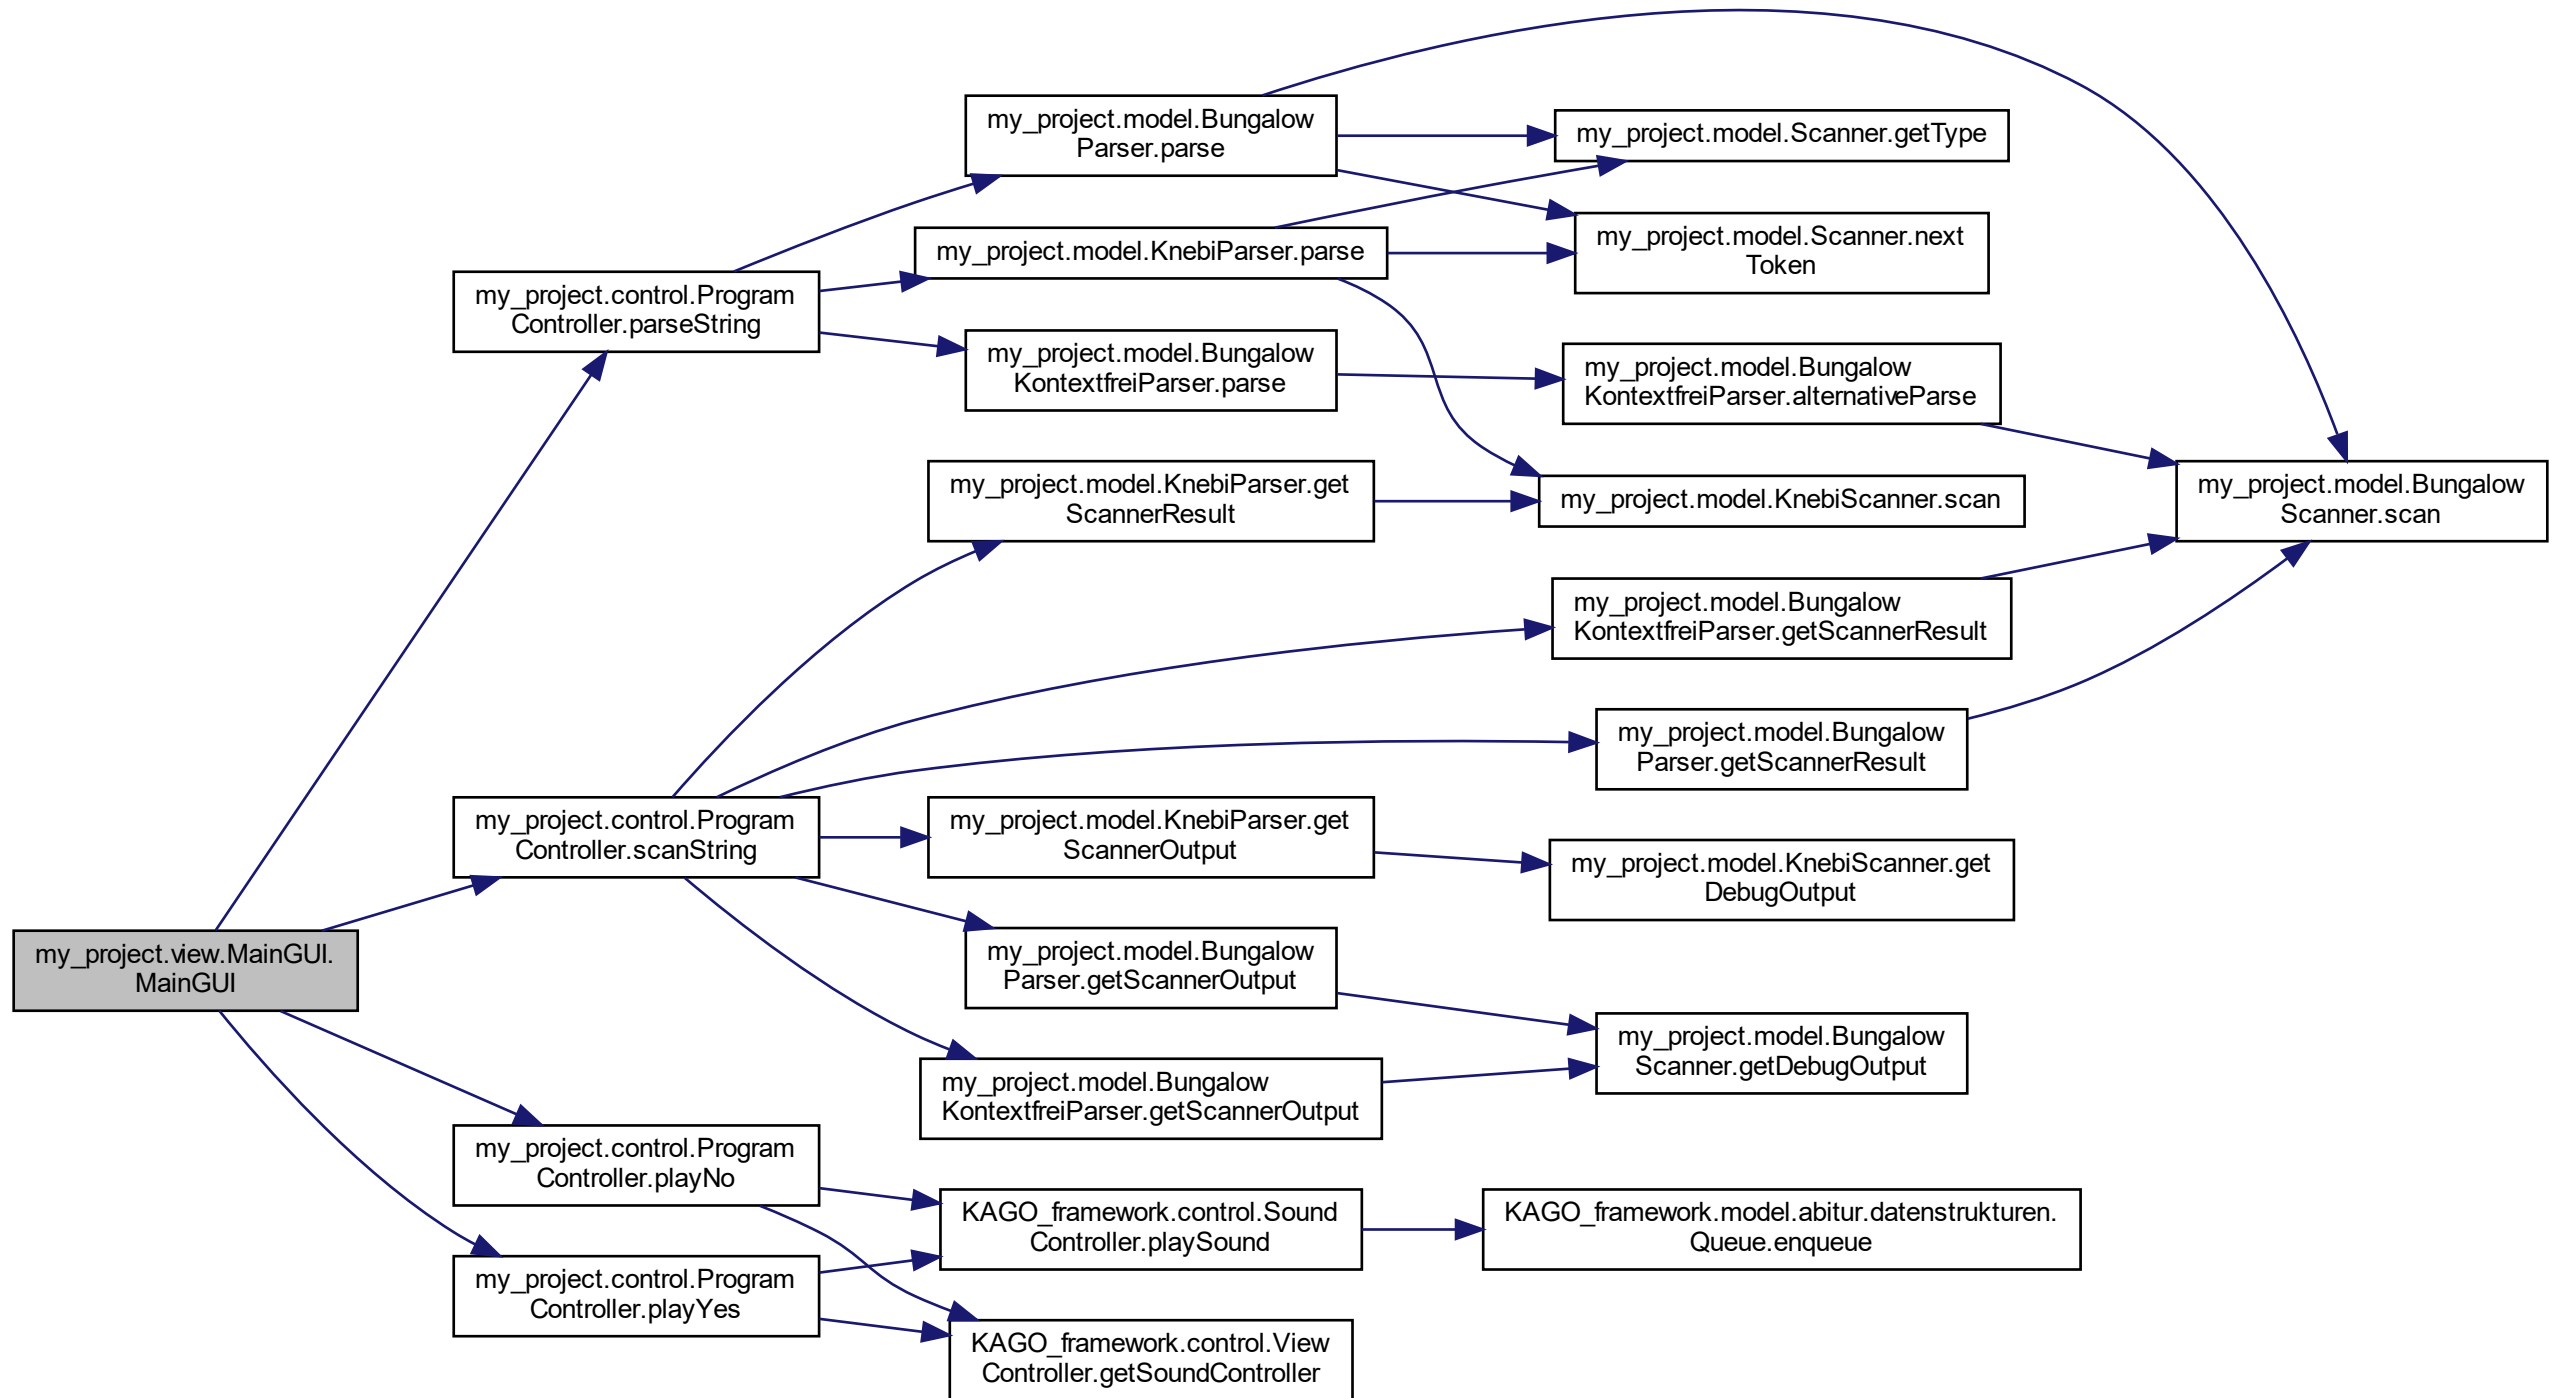 my_project.model.Bungalow
Parser.parse
my_project.model.Scanner.getType
my_project.model.KnebiParser.parse
my_project.model.Scanner.next
Token
my_project.control.Program
Controller.parseString
my_project.model.Bungalow
KontextfreiParser.parse
my_project.model.Bungalow
KontextfreiParser.alternativeParse
my_project.model.KnebiParser.get
ScannerResult
my_project.model.KnebiScanner.scan
my_project.model.Bungalow
Scanner.scan
my_project.model.Bungalow
KontextfreiParser.getScannerResult
my_project.model.Bungalow
Parser.getScannerResult
my_project.control.Program
Controller.scanString
my_project.model.KnebiParser.get
ScannerOutput
my_project.model.KnebiScanner.get
DebugOutput
my_project.view.MainGUI.
MainGUI
my_project.model.Bungalow
Parser.getScannerOutput
my_project.model.Bungalow
Scanner.getDebugOutput
my_project.model.Bungalow
KontextfreiParser.getScannerOutput
my_project.control.Program
Controller.playNo
KAGO_framework.control.Sound
Controller.playSound
KAGO_framework.model.abitur.datenstrukturen.
Queue.enqueue
my_project.control.Program
Controller.playYes
KAGO_framework.control.View
Controller.getSoundController